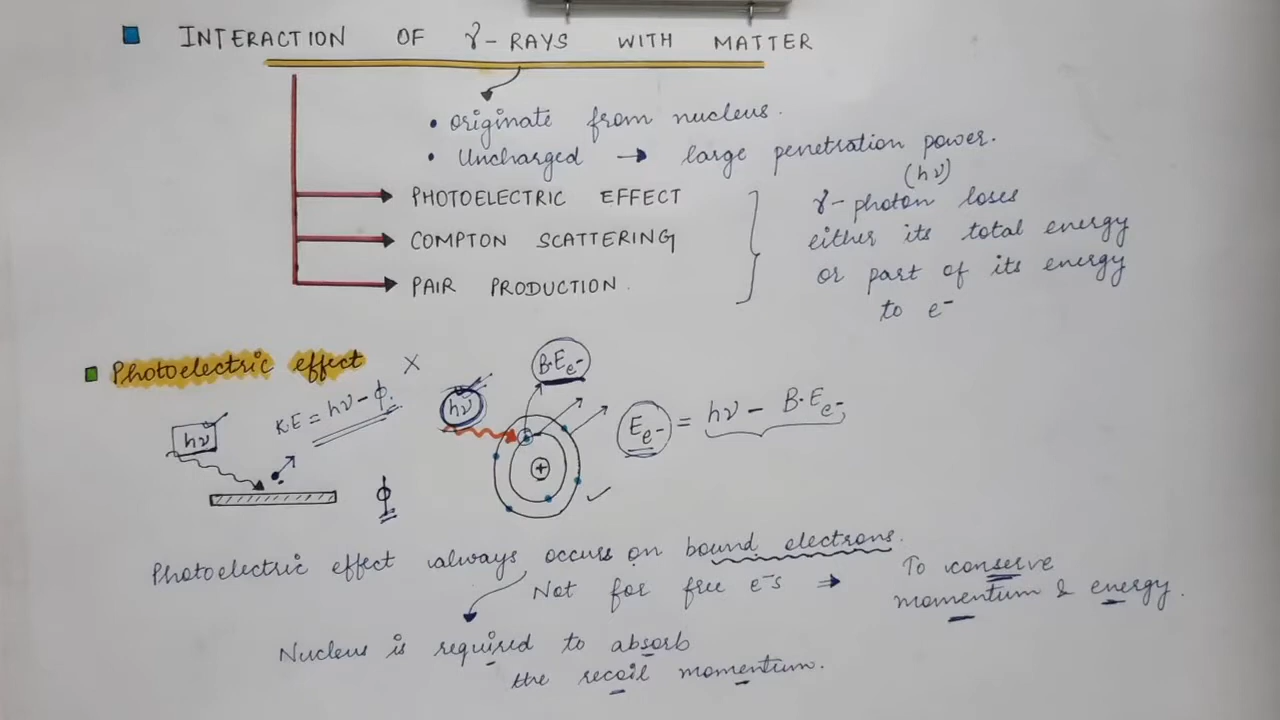 INTERACTION OF γ-RAYS WITH MATTER
• originate from nucleus.
• Uncharged → large penetration power.
PHOTOELECTRIC EFFECT
COMPTON SCATTERING
PAIR PRODUCTION.
(hν)
γ-photon loses
either its total energy
or part of its energy
to e⁻
Photoelectric effect ×
hν
K.E = hν - ϕ.
ϕ
hν
B.E e⁻
+
E e⁻ = hν - B.E e⁻
✓
Photoelectric effect always occurs on bound electrons.
Not for free e⁻s ⇒ To conserve
momentum & energy.
Nucleus is required to absorb
the recoil momentum.